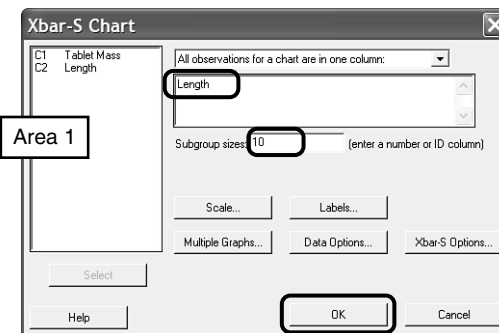 Xbar-S Chart
C1 Tablet Mass
C2 Length
All observations for a chart are in one column:
Length
Area 1
Subgroup sizes: 10 (enter a number or ID column)
Scale... Labels...
Multiple Graphs... Data Options... Xbar-S Options...
Select
Help OK Cancel